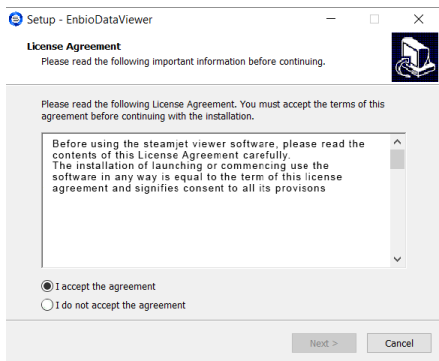 Setup - EnbioDataViewer
License Agreement
Please read the following important information before continuing.
Please read the following License Agreement. You must accept the terms of this
agreement before continuing with the installation.
Before using the steamjet viewer software, please read the
contents of this License Agreement carefully.
The installation of launching or commencing use the
software in any way is equal to the term of this license
agreement and signifies consent to all its provisons
I accept the agreement
I do not accept the agreement
Next >
Cancel